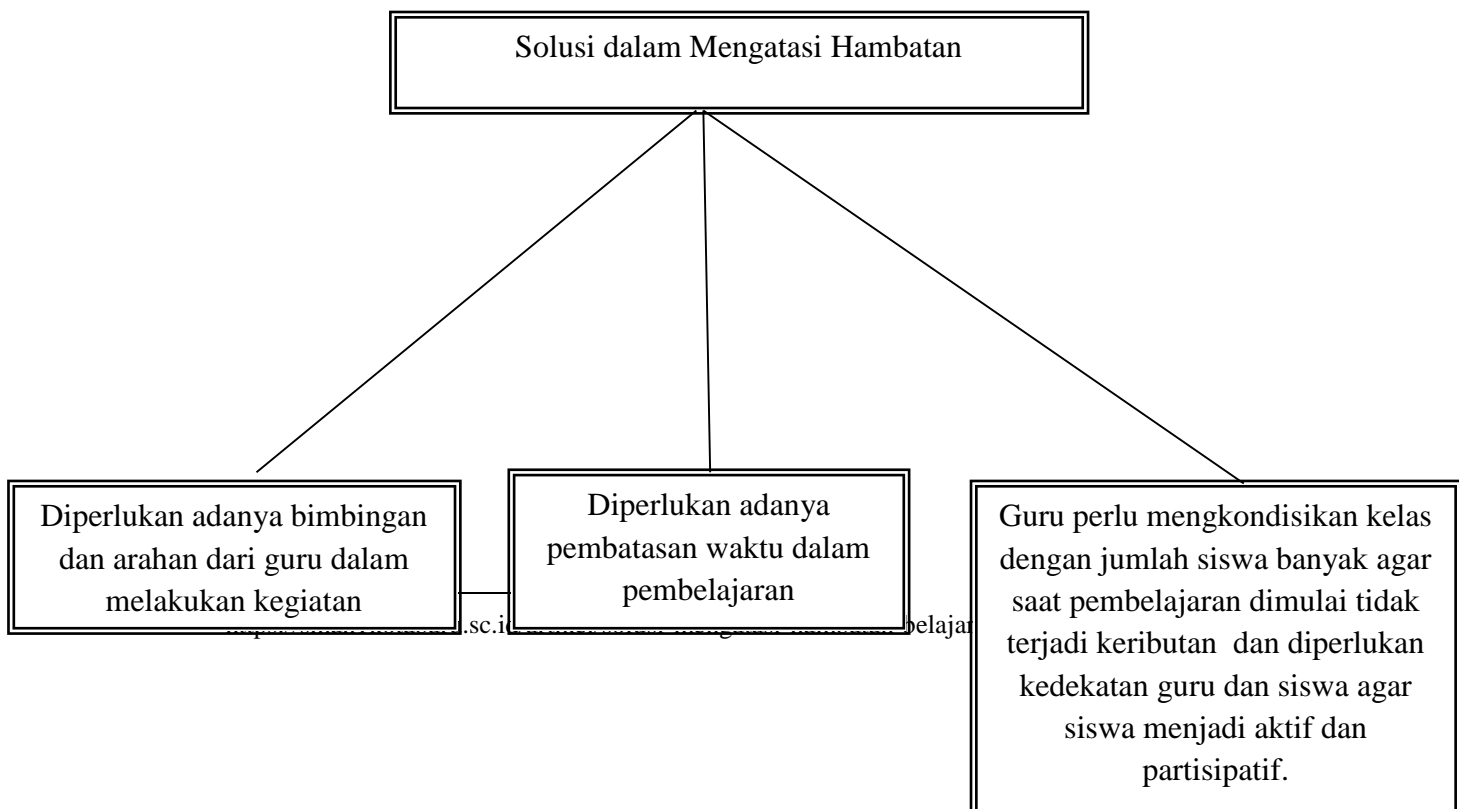 Solusi dalam Mengatasi Hambatan
Diperlukan adanya bimbingan
dan arahan dari guru dalam
melakukan kegiatan
Diperlukan adanya
pembatasan waktu dalam
pembelajaran
Guru perlu mengkondisikan kelas
dengan jumlah siswa banyak agar
saat pembelajaran dimulai tidak
terjadi keributan  dan diperlukan
kedekatan guru dan siswa agar
siswa menjadi aktif dan
partisipatif.
.sc.i
belajar